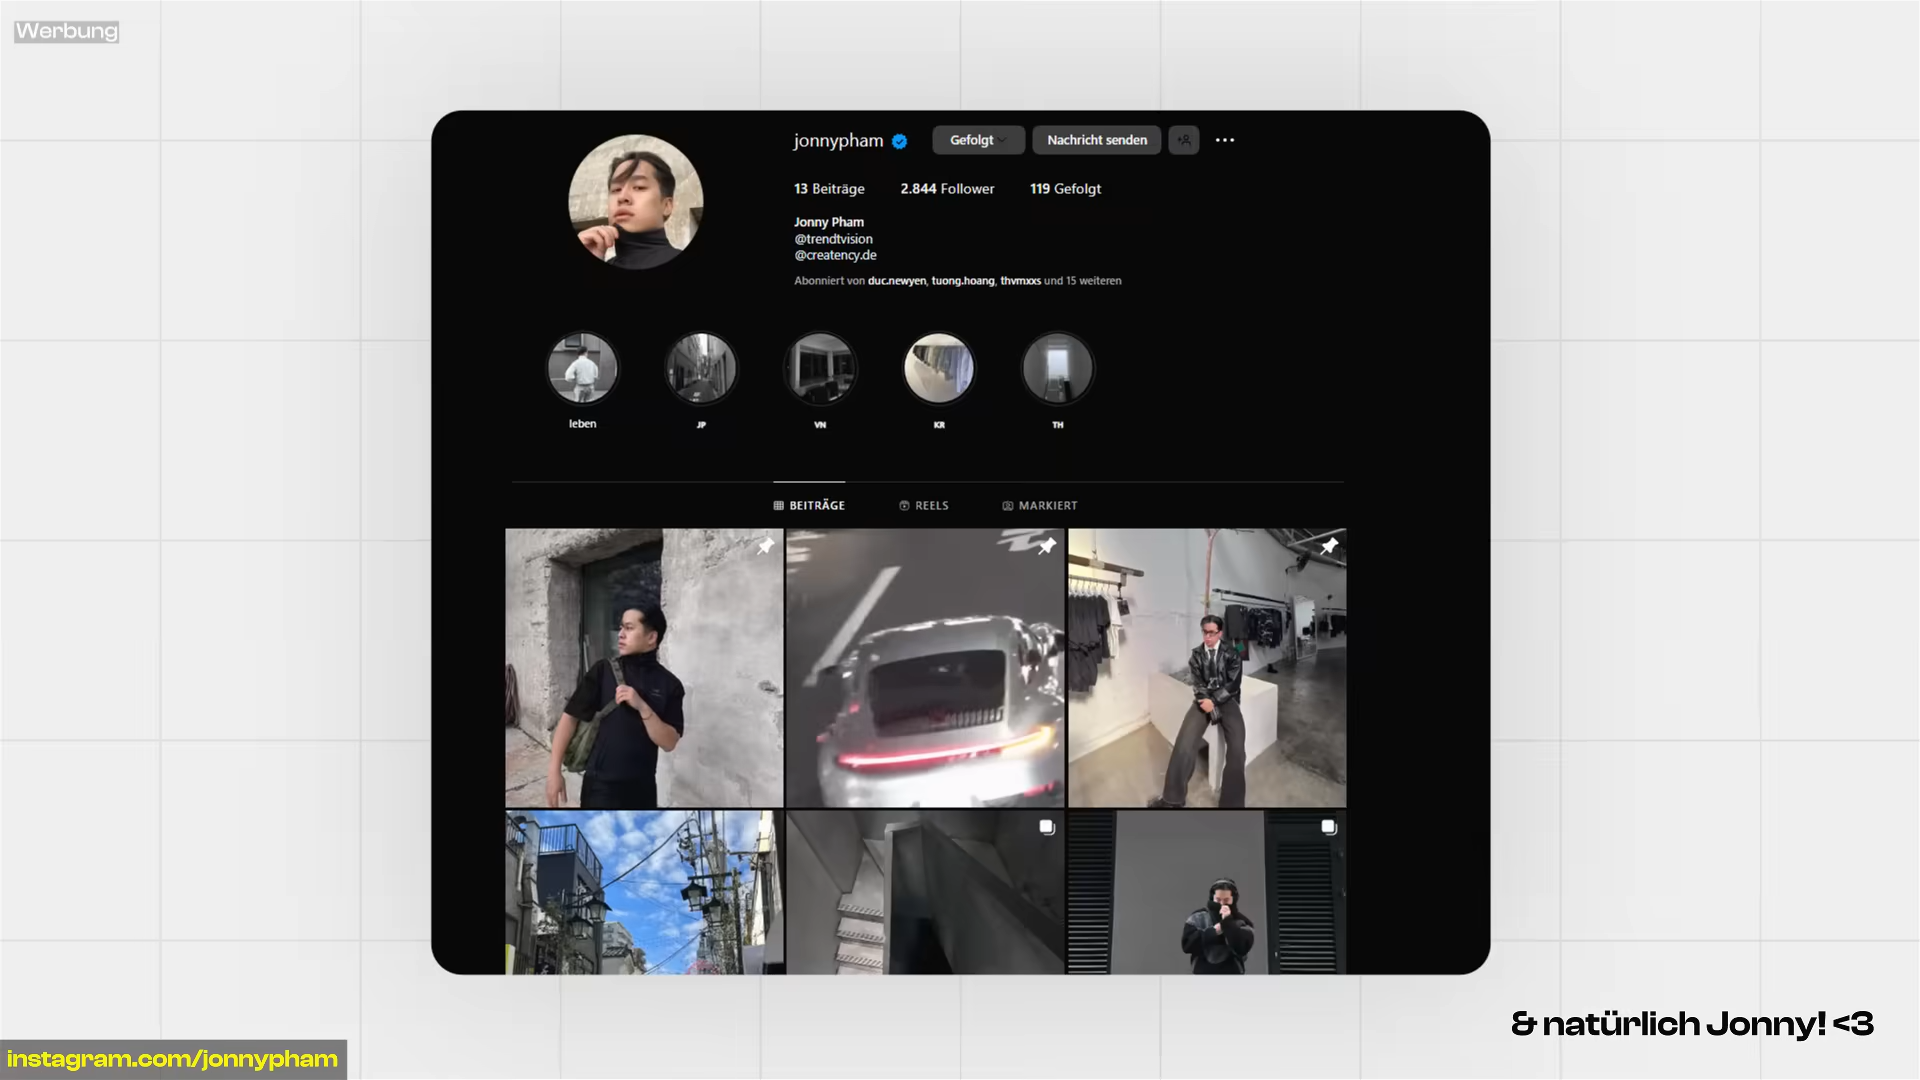 Werbung
jonnypham
Gefolgt
Nachricht senden
13 Beiträge
2.844 Follower
119 Gefolgt
Jonny Pham
@trendtvision
@creatency.de
Abonniert von duc.newyen, tuong.hoang, thvmxxs und 15 weiteren
leben
JP
VN
KR
TH
BEITRÄGE
REELS
MARKIERT
& natürlich Jonny! <3
instagram.com/jonnypham